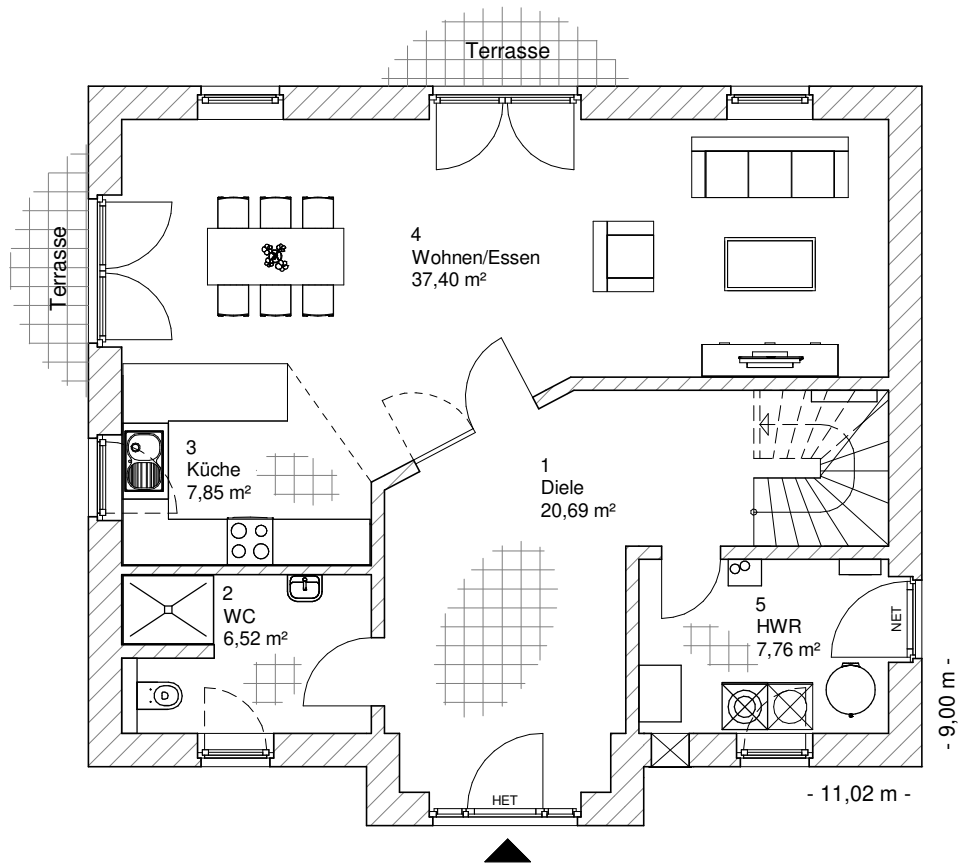 Terrasse
Terrasse
4
Wohnen/Essen
37,40 m²
3
Küche
7,85 m²
1
Diele
20,69 m²
2
WC
6,52 m²
5
HWR
7,76 m²
NET
- 9,00 m -
- 11,02 m -
HET